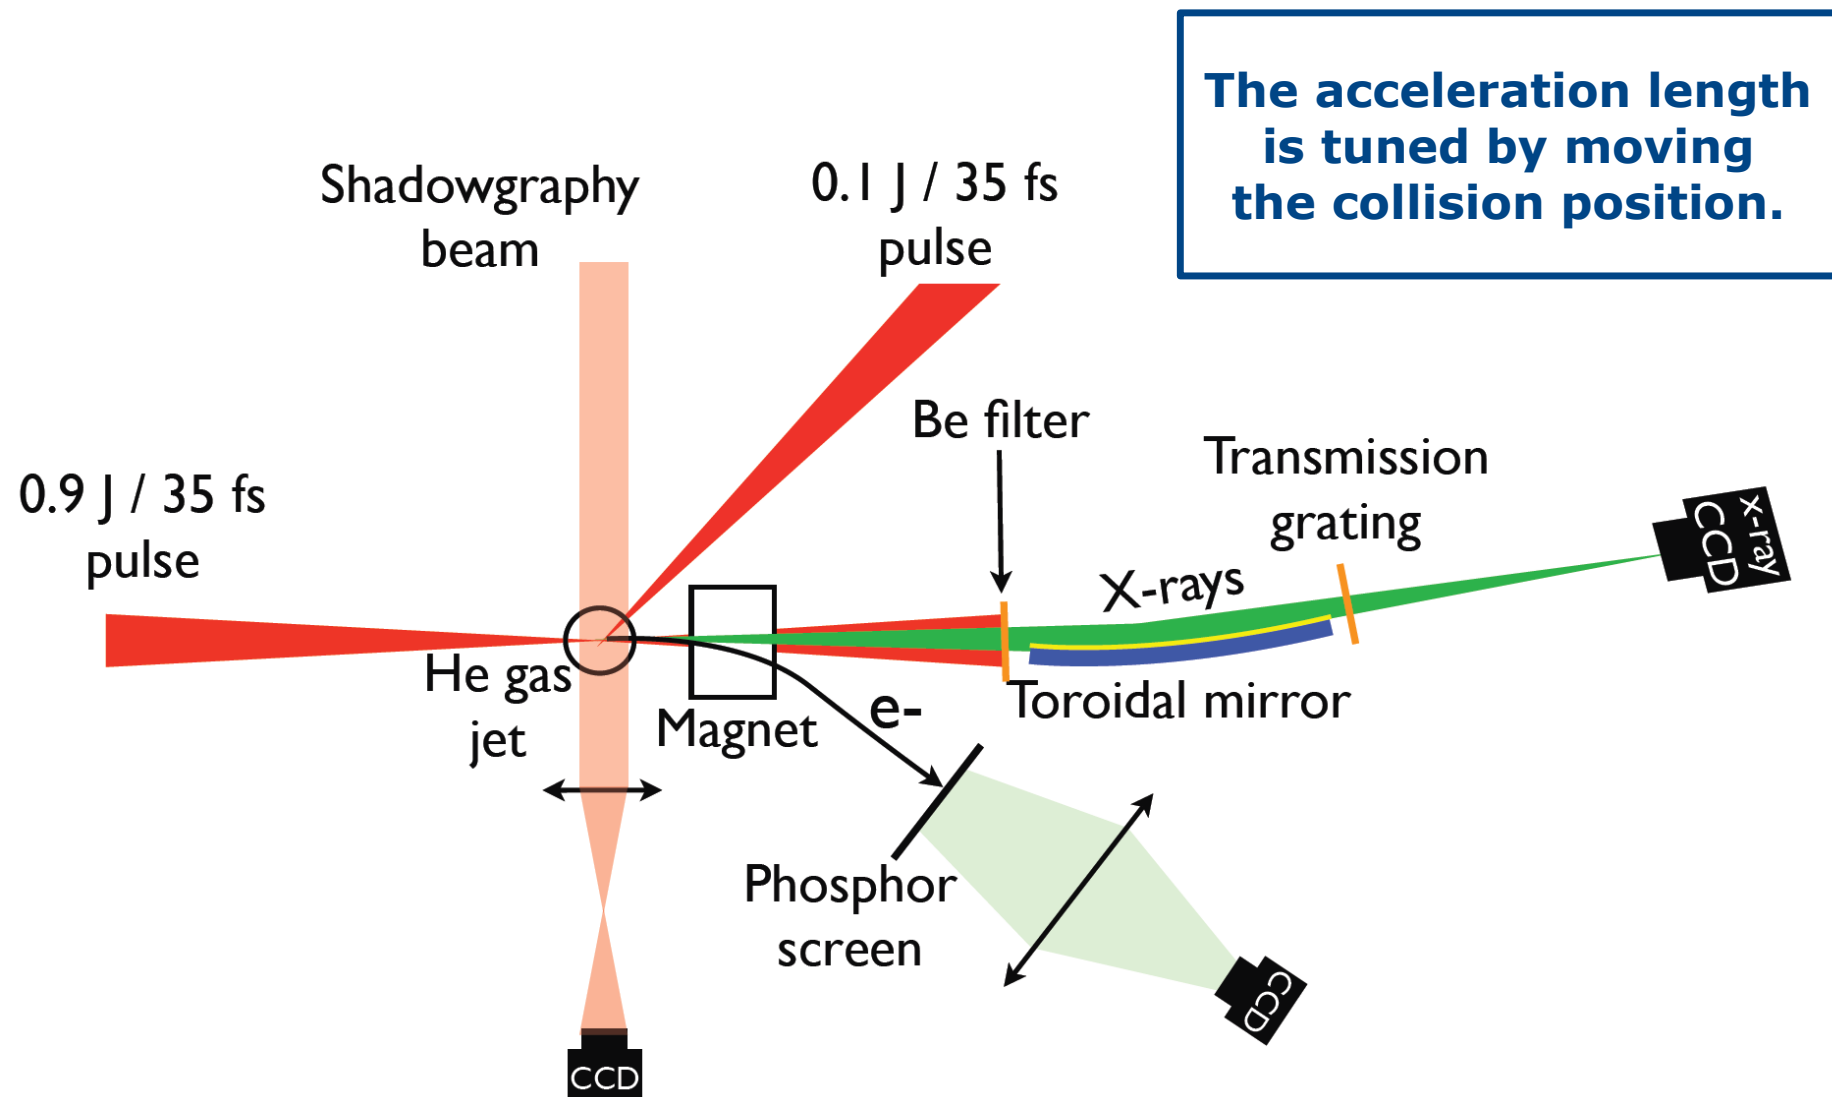 The acceleration length
is tuned by moving
the collision position.
Shadowgraphy
beam
0.1 J / 35 fs
pulse
Be filter
Transmission
grating
0.9 J / 35 fs
pulse
x-ray
CCD
X-rays
He gas
jet
Magnet
e-
Toroidal mirror
Phosphor
screen
CCD
CCD